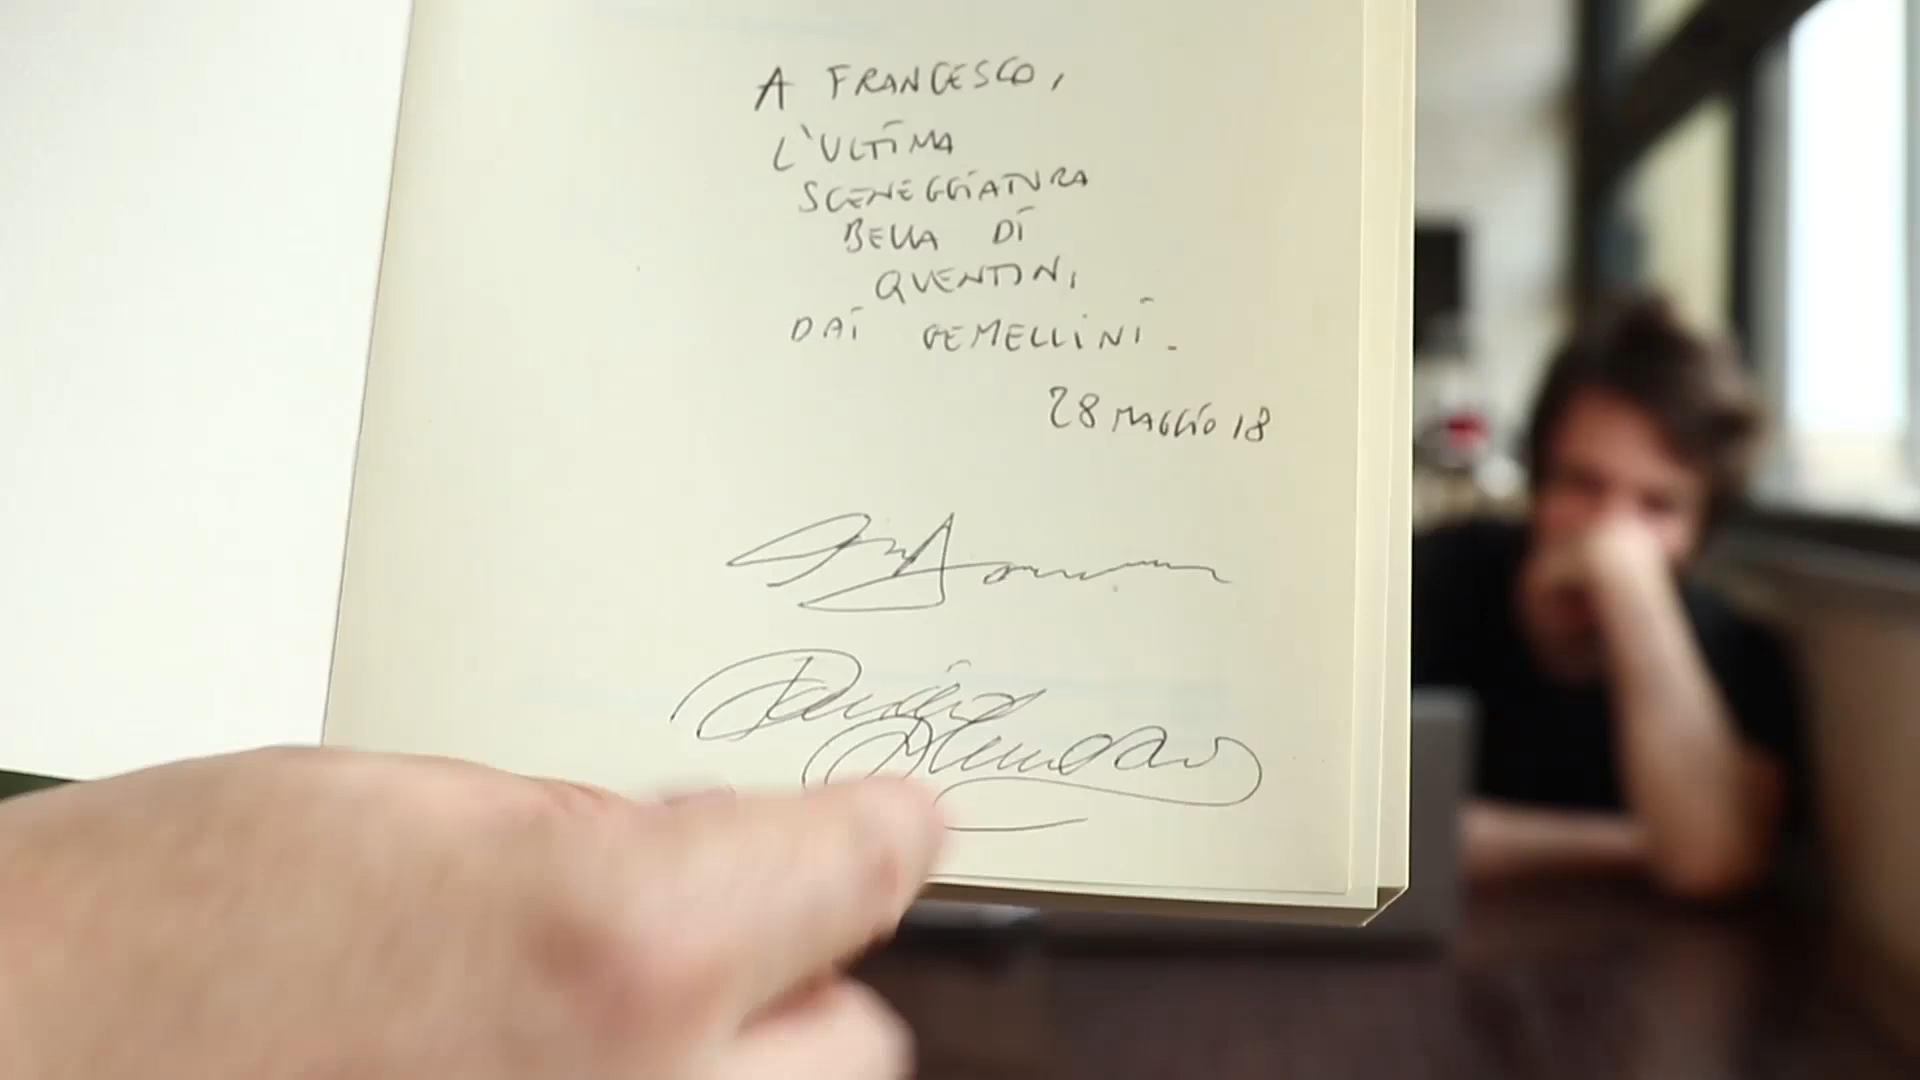 A FRANCESCO,
L'ULTIMA
SCENEGGIATURA
BELLA DI
QUENTIN,
DAI GEMELLINI.
28 MAGGIO 18